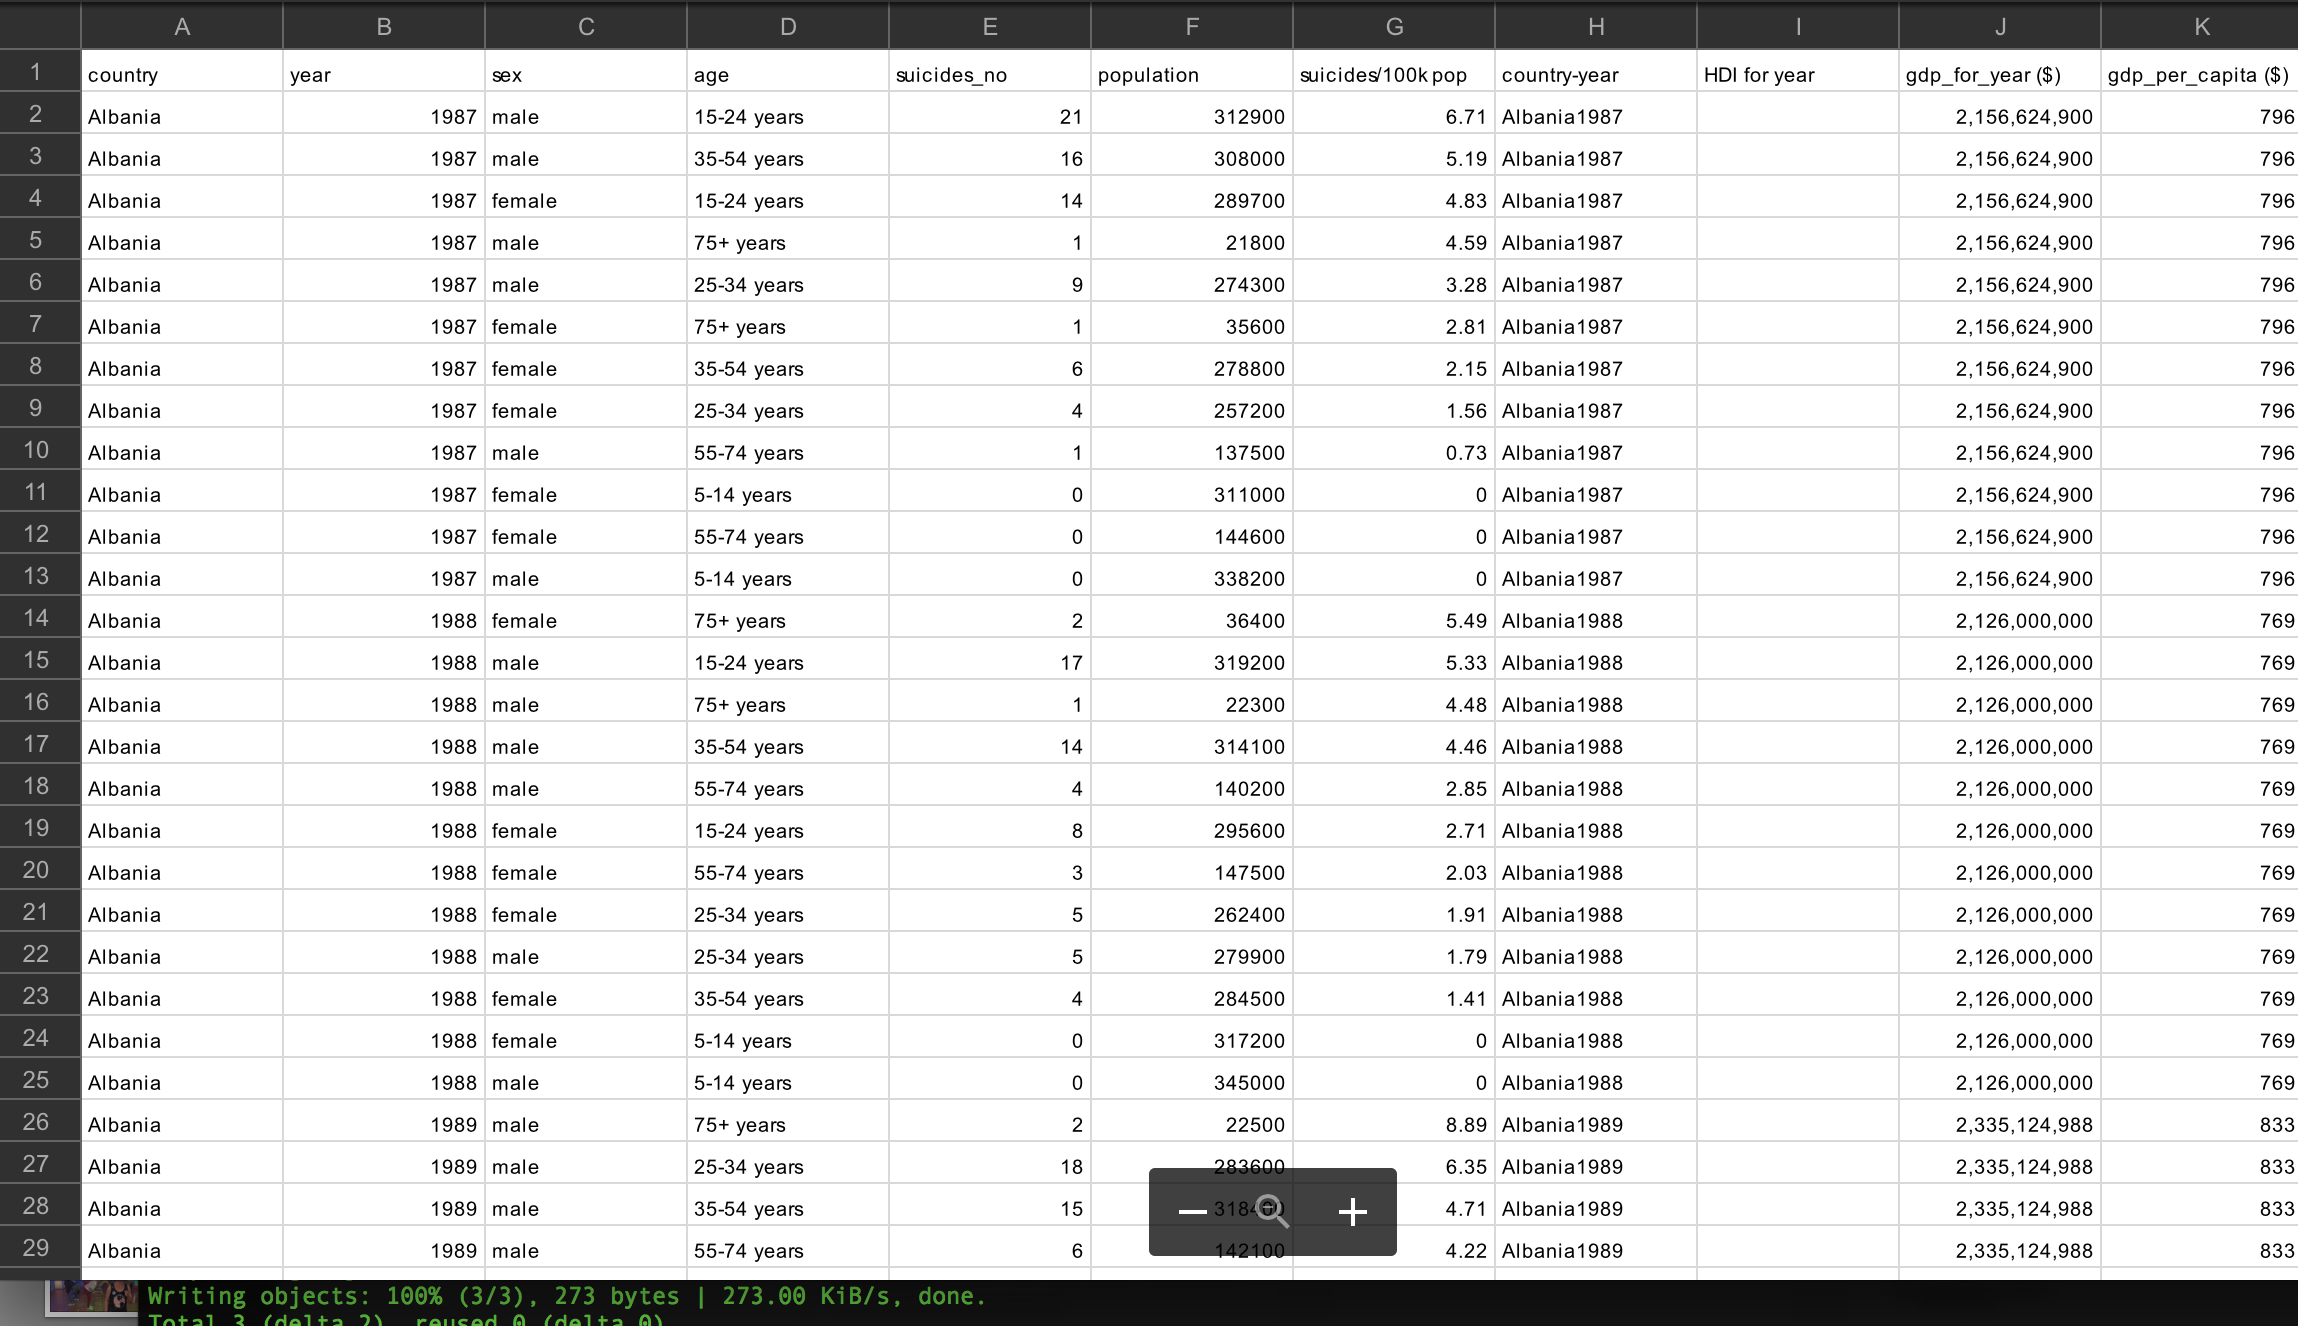 A B C D E F G H I J K
1 country year sex age suicides_no population suicides/100k pop country-year HDI for year gdp_for_year ($) gdp_per_capita ($)
2 Albania 1987 male 15-24 years 21 312900 6.71 Albania1987 2,156,624,900 796
3 Albania 1987 male 35-54 years 16 308000 5.19 Albania1987 2,156,624,900 796
4 Albania 1987 female 15-24 years 14 289700 4.83 Albania1987 2,156,624,900 796
5 Albania 1987 male 75+ years 1 21800 4.59 Albania1987 2,156,624,900 796
6 Albania 1987 male 25-34 years 9 274300 3.28 Albania1987 2,156,624,900 796
7 Albania 1987 female 75+ years 1 35600 2.81 Albania1987 2,156,624,900 796
8 Albania 1987 female 35-54 years 6 278800 2.15 Albania1987 2,156,624,900 796
9 Albania 1987 female 25-34 years 4 257200 1.56 Albania1987 2,156,624,900 796
10 Albania 1987 male 55-74 years 1 137500 0.73 Albania1987 2,156,624,900 796
11 Albania 1987 female 5-14 years 0 311000 0 Albania1987 2,156,624,900 796
12 Albania 1987 female 55-74 years 0 144600 0 Albania1987 2,156,624,900 796
13 Albania 1987 male 5-14 years 0 338200 0 Albania1987 2,156,624,900 796
14 Albania 1988 female 75+ years 2 36400 5.49 Albania1988 2,126,000,000 769
15 Albania 1988 male 15-24 years 17 319200 5.33 Albania1988 2,126,000,000 769
16 Albania 1988 male 75+ years 1 22300 4.48 Albania1988 2,126,000,000 769
17 Albania 1988 male 35-54 years 14 314100 4.46 Albania1988 2,126,000,000 769
18 Albania 1988 male 55-74 years 4 140200 2.85 Albania1988 2,126,000,000 769
19 Albania 1988 female 15-24 years 8 295600 2.71 Albania1988 2,126,000,000 769
20 Albania 1988 female 55-74 years 3 147500 2.03 Albania1988 2,126,000,000 769
21 Albania 1988 female 25-34 years 5 262400 1.91 Albania1988 2,126,000,000 769
22 Albania 1988 male 25-34 years 5 279900 1.79 Albania1988 2,126,000,000 769
23 Albania 1988 female 35-54 years 4 284500 1.41 Albania1988 2,126,000,000 769
24 Albania 1988 female 5-14 years 0 317200 0 Albania1988 2,126,000,000 769
25 Albania 1988 male 5-14 years 0 345000 0 Albania1988 2,126,000,000 769
26 Albania 1989 male 75+ years 2 22500 8.89 Albania1989 2,335,124,988 833
27 Albania 1989 male 25-34 years 18 283600 6.35 Albania1989 2,335,124,988 833
28 Albania 1989 male 35-54 years 15 4.71 Albania1989 2,335,124,988 833
29 Albania 1989 male 55-74 years 6 142100 4.22 Albania1989 2,335,124,988 833
Writing objects: 100% (3/3), 273 bytes | 273.00 KiB/s, done.
Total 3 (delta 2), reused 0 (delta 0)